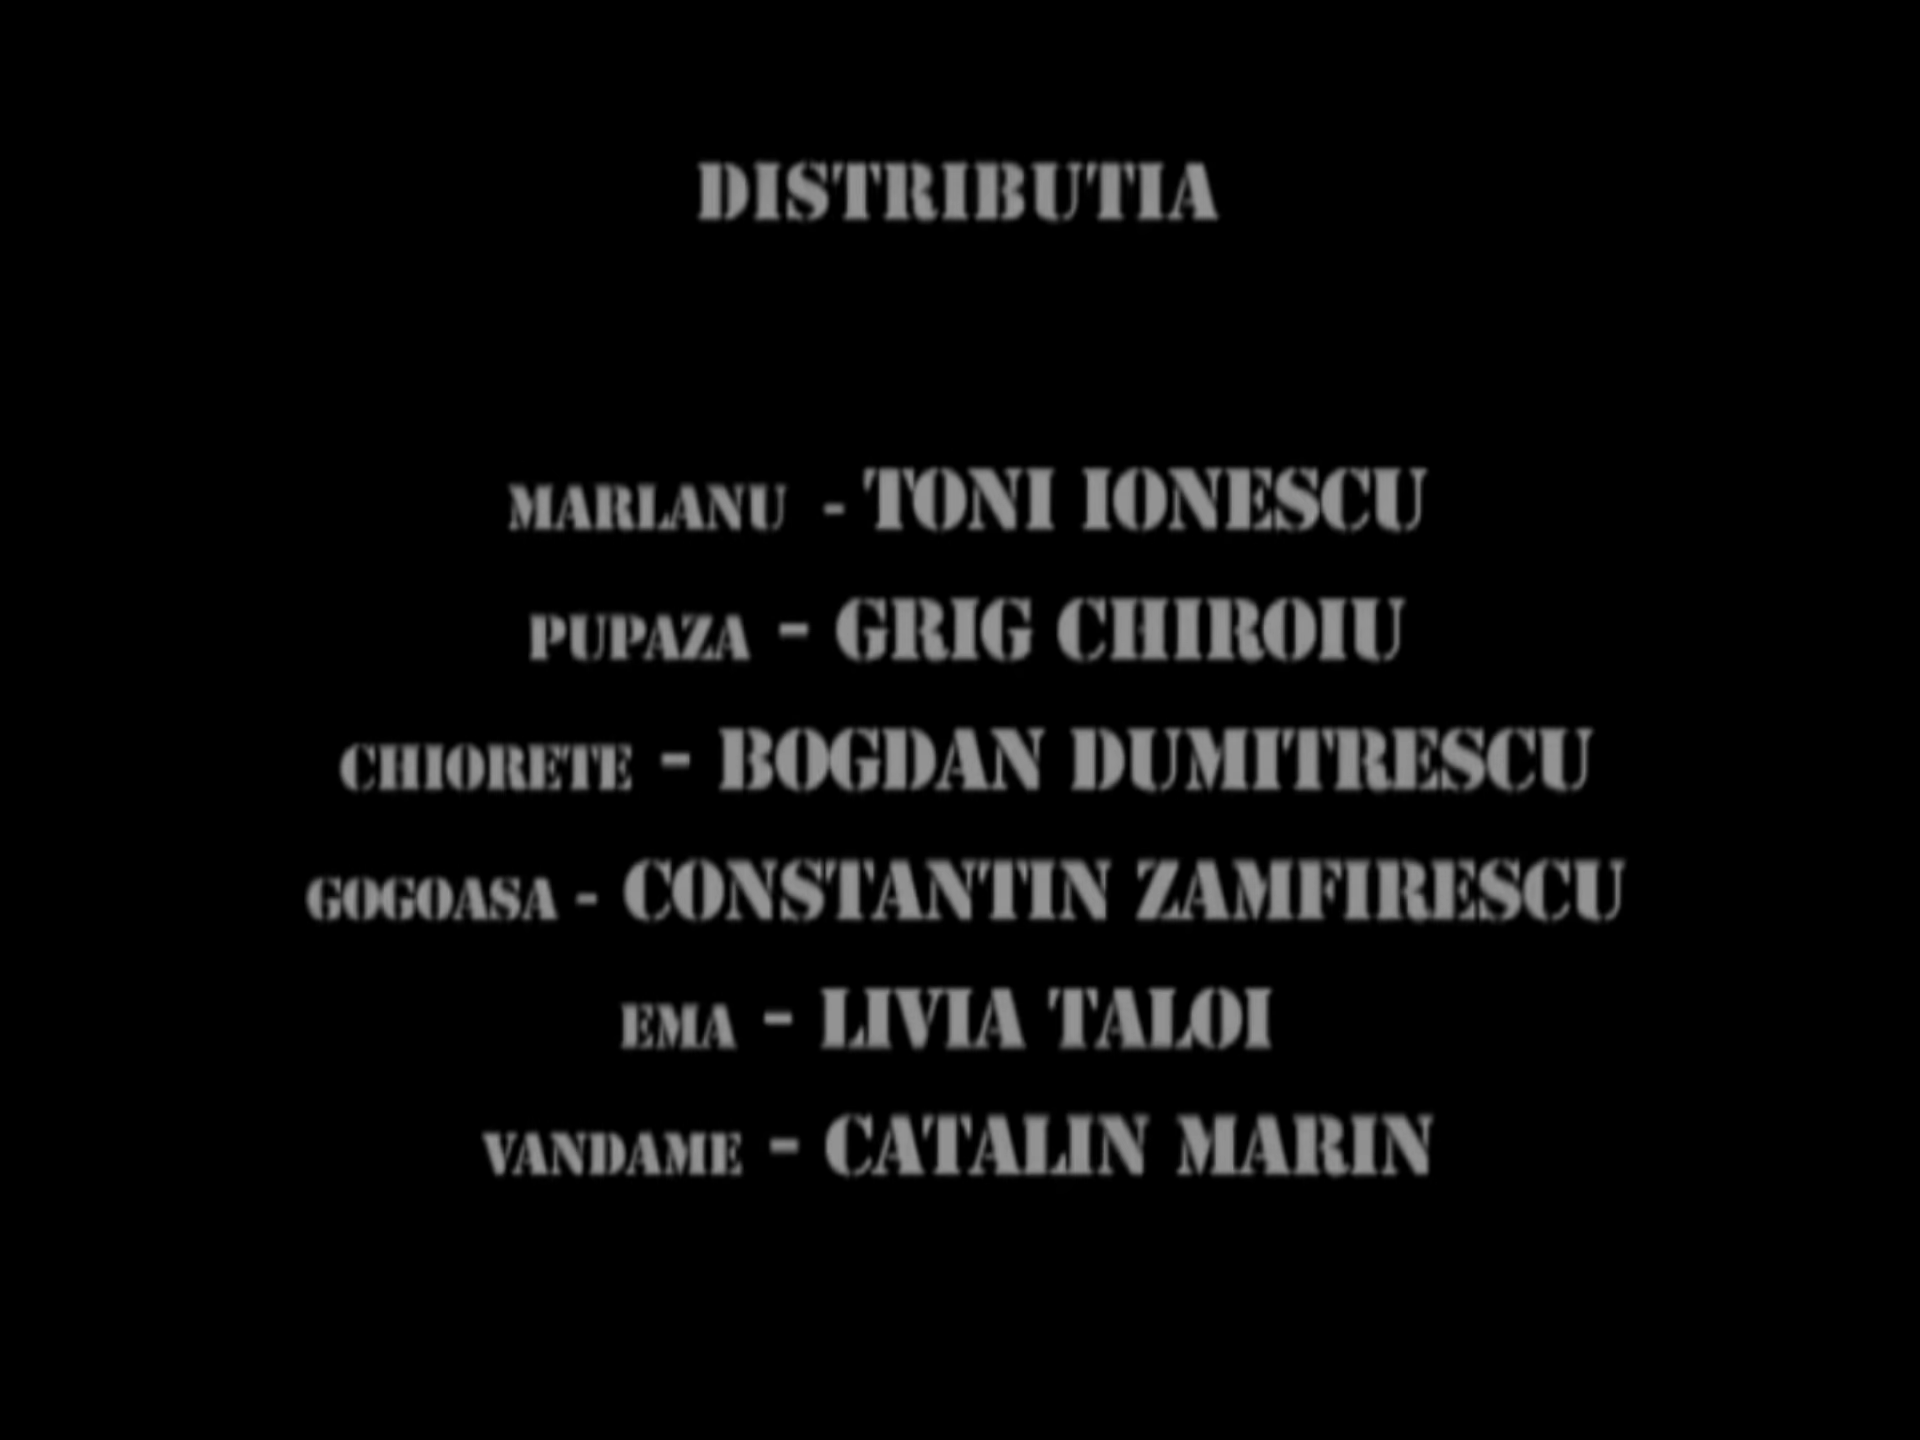 DISTRIBUTIA
MARLANU - TONI IONESCU
PUPAZA - GRIG CHIROIU
CHIORETE - BOGDAN DUMITRESCU
GOGOASA - CONSTANTIN ZAMFIRESCU
EMA - LIVIA TALOI
VANDAME - CATALIN MARIN